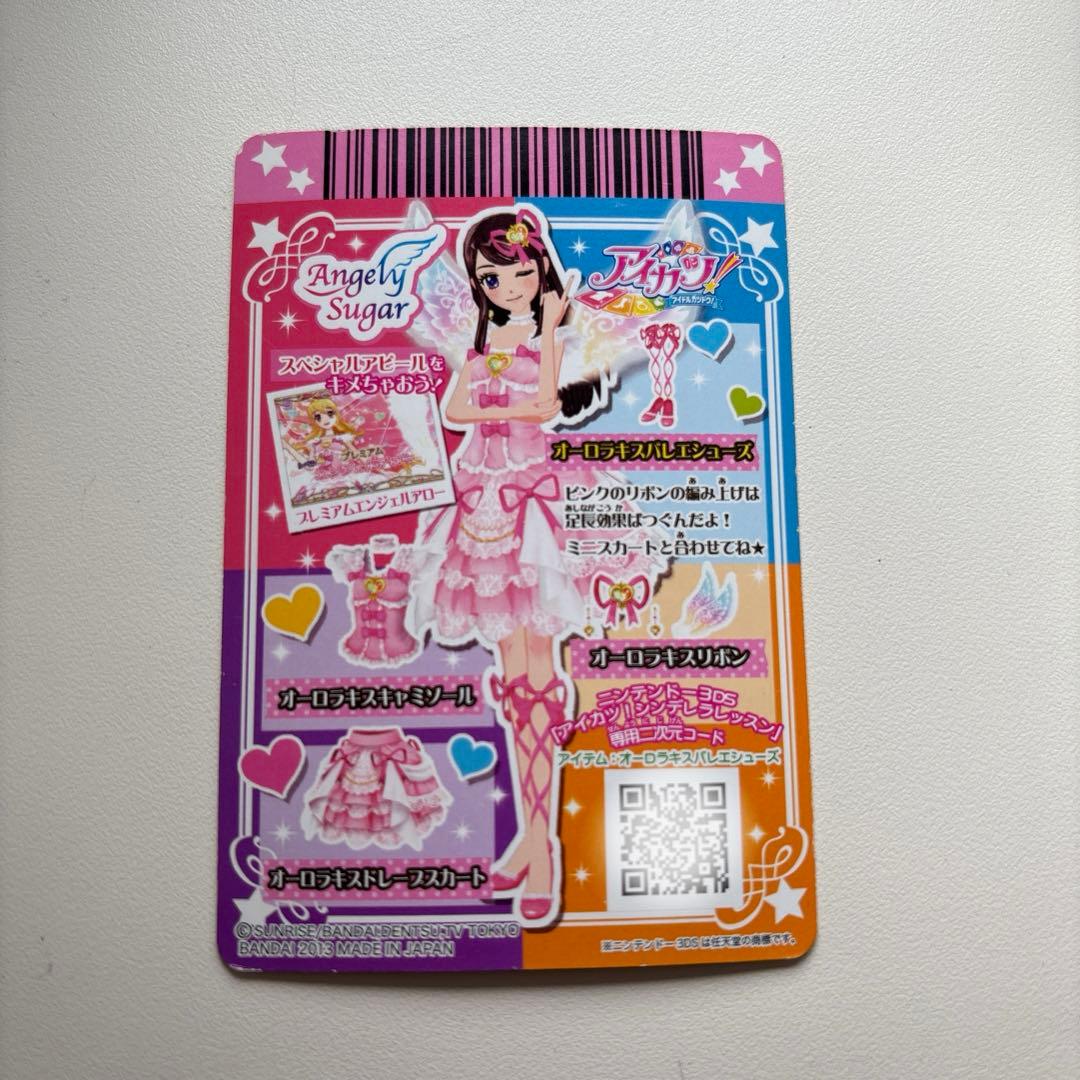 Angely
Sugar
アイカツ!
アイドルカツドウ!
スペシャルアピールを
キメちゃおう!
プレミアム
プレミアムエンジェルアロー
オーロラキスバレエシューズ
ピンクのリボンの編み上げは
足長効果ばつぐんだよ!
ミニスカートと合わせてね★
オーロラキスキャミソール
オーロラキスリボン
ニンテンドー3DS
「アイカツ!シンデレラレッスン」
専用二次元コード
アイテム:オーロラキスバレエシューズ
オーロラキスドレープスカート
©SUNRISE/BANDAI,DENTSU,TV TOKYO
BANDAI 2013 MADE IN JAPAN
※ニンテンドー3DSは任天堂の商標です。